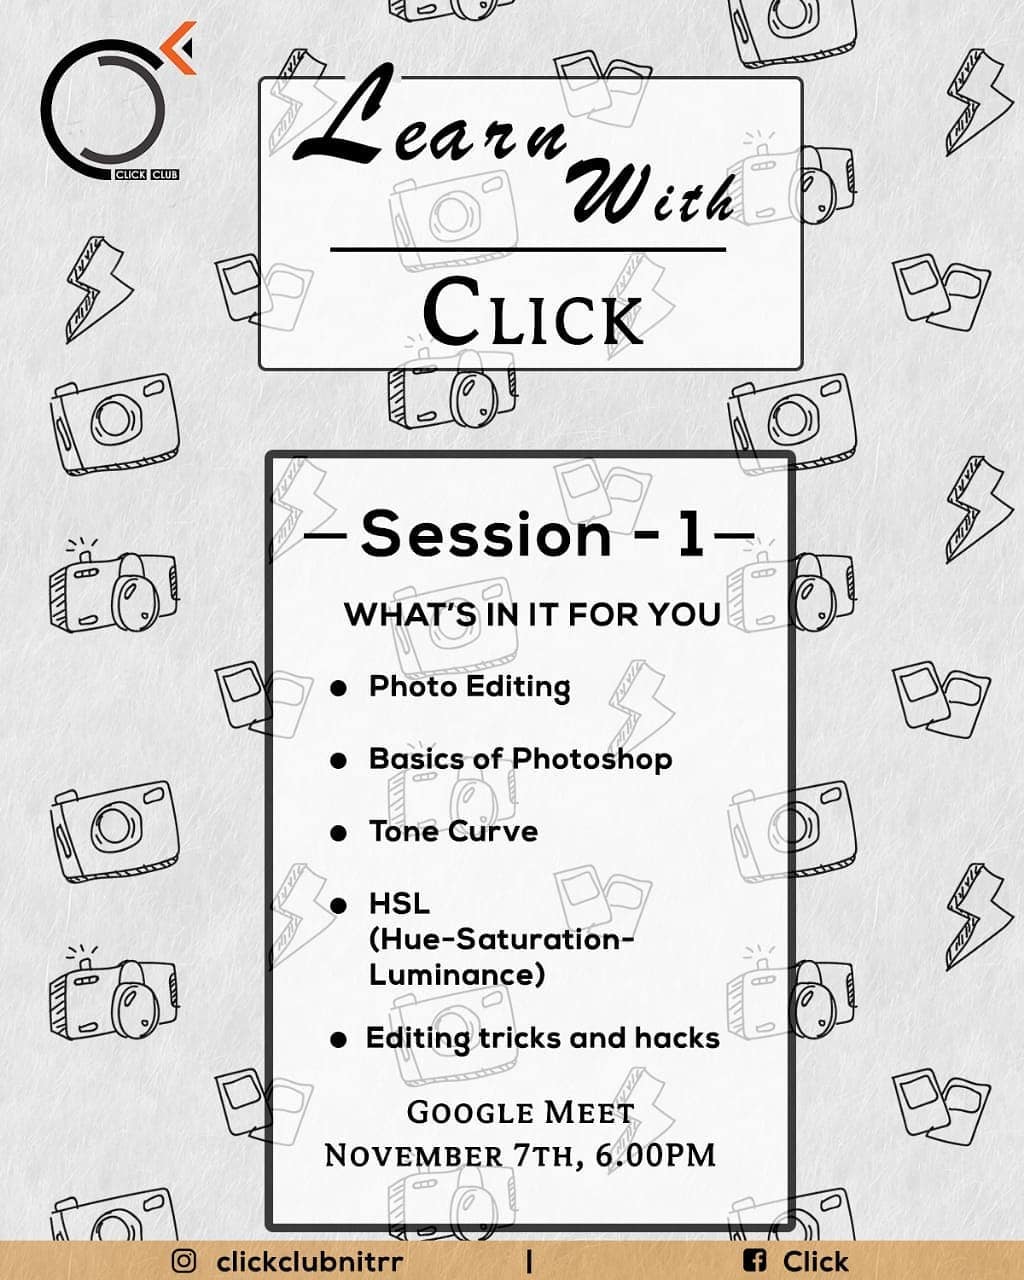 CLICK CLUB
Learn
With
Click
Session - 1
WHAT'S IN IT FOR YOU
● Photo Editing
● Basics of Photoshop
● Tone Curve
● HSL
(Hue-Saturation-
Luminance)
● Editing tricks and hacks
Google Meet
November 7th, 6.00PM
clickclubnitrr | Click